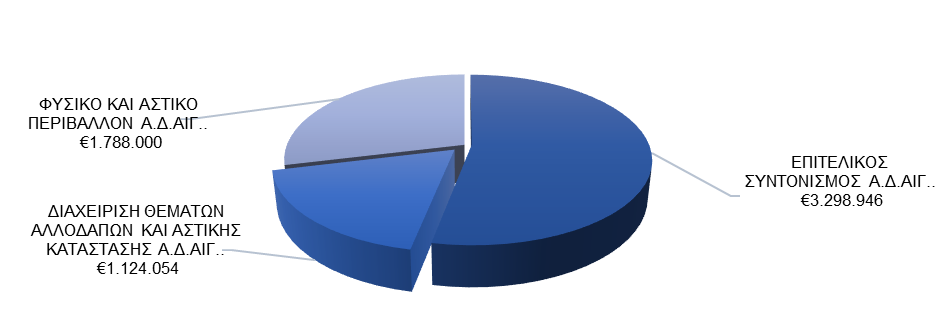 ΦΥΣΙΚΟ ΚΑΙ ΑΣΤΙΚΟ
ΠΕΡΙΒΑΛΛΟΝ Α.Δ.ΑΙΓ..
€1.788.000
ΔΙΑΧΕΙΡΙΣΗ ΘΕΜΑΤΩΝ
ΑΛΛΟΔΑΠΩΝ ΚΑΙ ΑΣΤΙΚΗΣ
ΚΑΤΑΣΤΑΣΗΣ Α.Δ.ΑΙΓ..
€1.124.054
ΕΠΙΤΕΛΙΚΟΣ
ΣΥΝΤΟΝΙΣΜΟΣ Α.Δ.ΑΙΓ..
€3.298.946